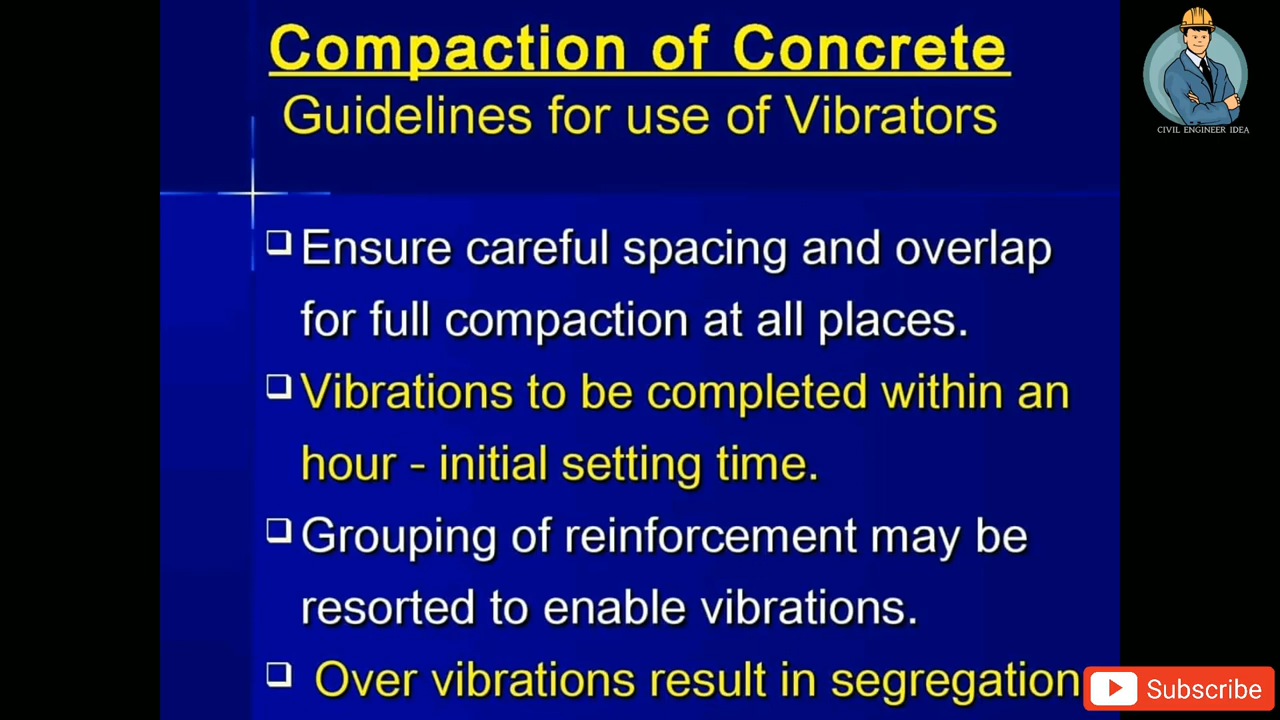 Compaction of Concrete
Guidelines for use of Vibrators
CIVIL ENGINEER IDEA
❑ Ensure careful spacing and overlap
for full compaction at all places.
❑ Vibrations to be completed within an
hour - initial setting time.
❑ Grouping of reinforcement may be
resorted to enable vibrations.
❑ Over vibrations result in segregation
Subscribe